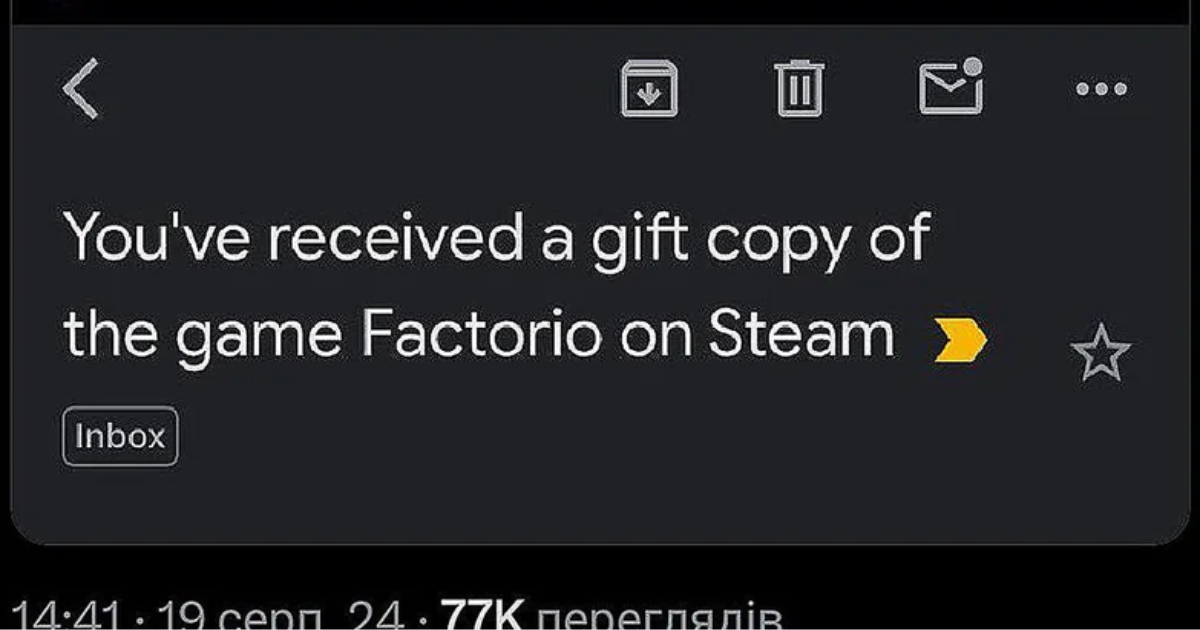 You've received a gift copy of
the game Factorio on Steam
Inbox
14:41 · 19 серп. 24 · 77K переглядів